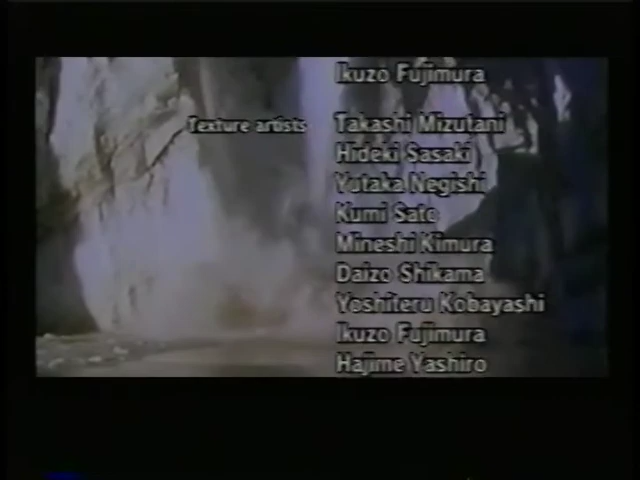 Ikuzo Fujimura
Texture artists Takashi Mizutani
Hideki Sasaki
Yutaka Negishi
Kumi Sato
Mineshi Kimura
Daizo Shikama
Yoshiteru Kobayashi
Ikuzo Fujimura
Hajime Yashiro